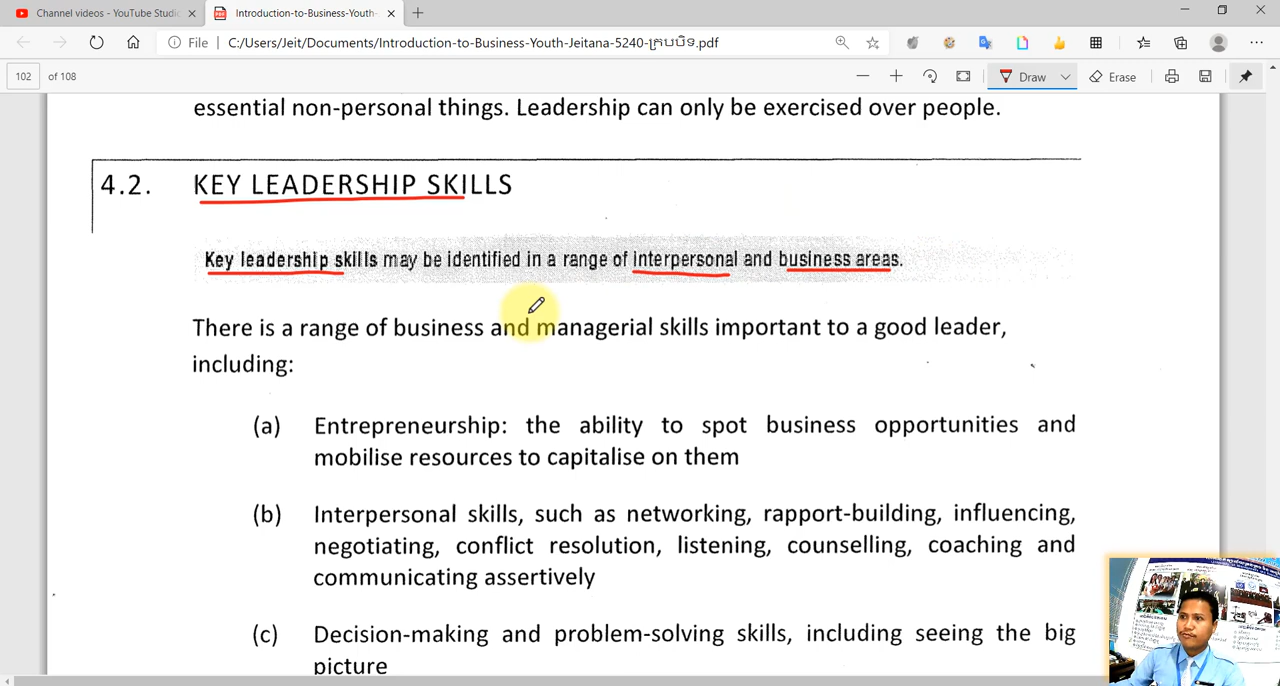 Channel videos - YouTube Studio
Introduction-to-Business-Youth-
File
C:/Users/Jeit/Documents/Introduction-to-Business-Youth-Jeitana-5240-ក្របបិទ.pdf
102 of 108
Draw
Erase
essential non-personal things. Leadership can only be exercised over people.
4.2. KEY LEADERSHIP SKILLS
Key leadership skills may be identified in a range of interpersonal and business areas.
There is a range of business and managerial skills important to a good leader,
including:
(a) Entrepreneurship: the ability to spot business opportunities and
mobilise resources to capitalise on them
(b) Interpersonal skills, such as networking, rapport-building, influencing,
negotiating, conflict resolution, listening, counselling, coaching and
communicating assertively
(c) Decision-making and problem-solving skills, including seeing the big
picture